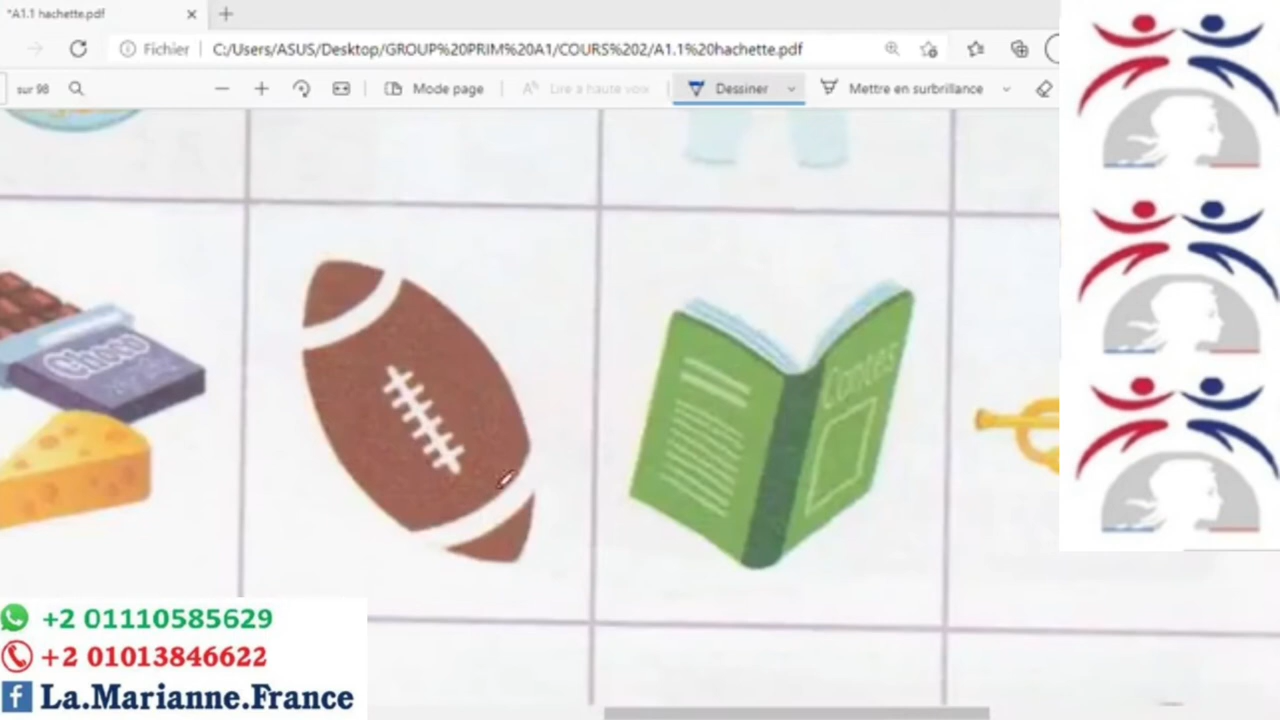 *A1.1 hachette.pdf
Fichier
C:/Users/ASUS/Desktop/GROUP%20PRIM%20A1/COURS%202/A1.1%20hachette.pdf
sur 98
Mode page
Lire à haute voix
Dessiner
Mettre en surbrillance
Choco
Contes
+2 01110585629
+2 01013846622
La.Marianne.France